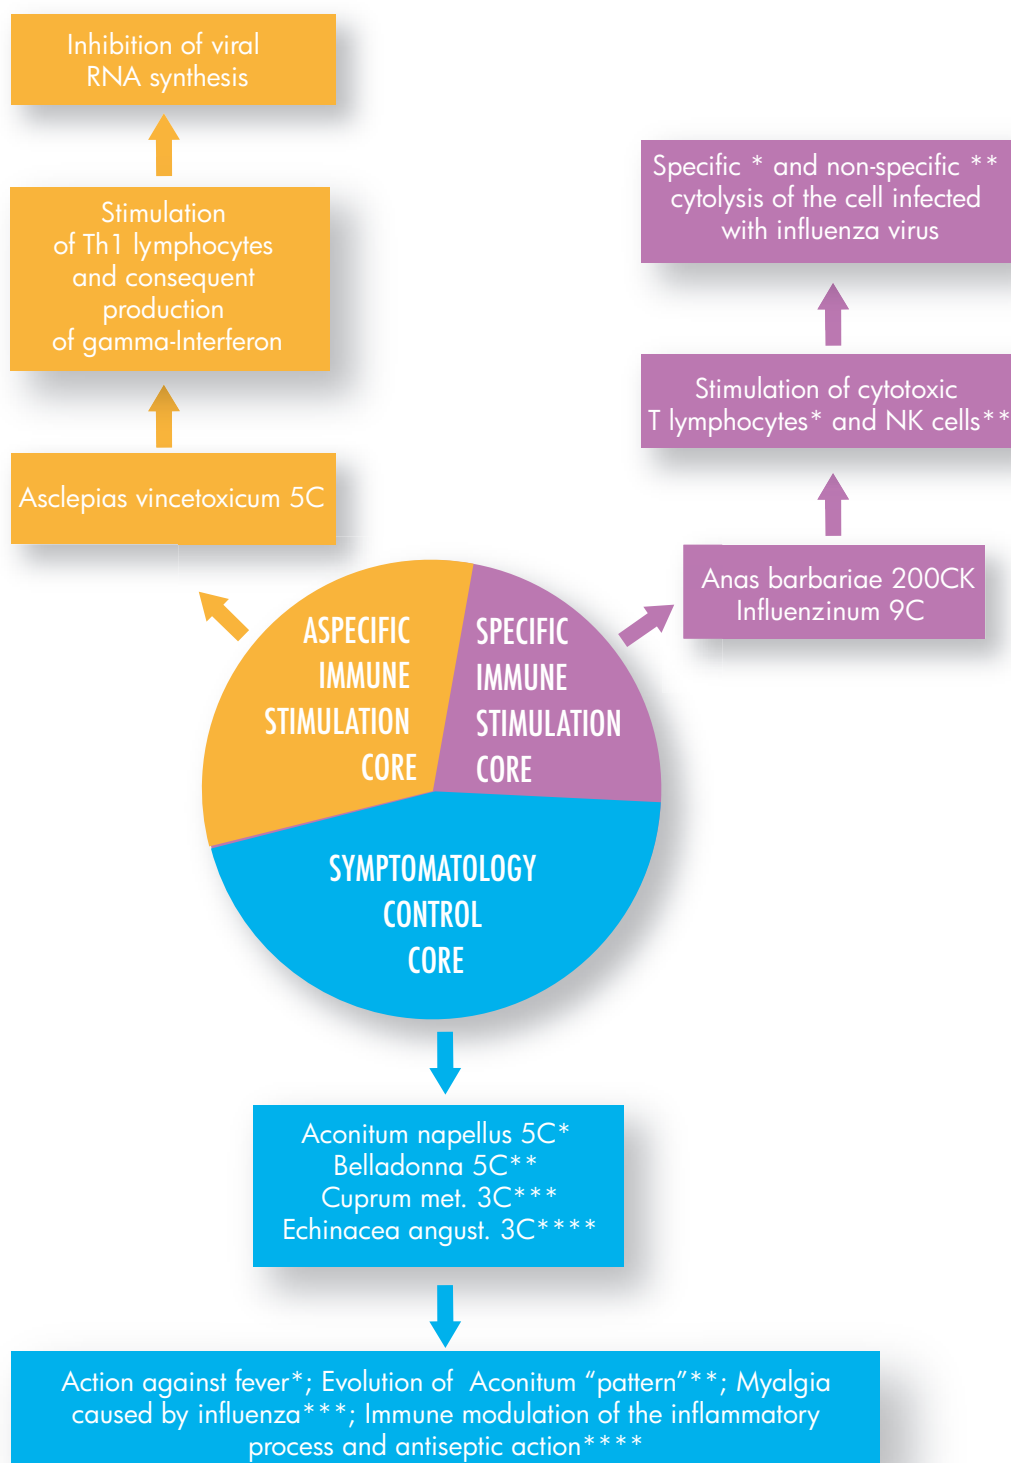 Inhibition of viral
RNA synthesis
Stimulation
of Th1 lymphocytes
and consequent
production
of gamma-Interferon
Asclepias vincetoxicum 5C
Specific * and non-specific **
cytolysis of the cell infected
with influenza virus
Stimulation of cytotoxic
T lymphocytes* and NK cells**
Anas barbariae 200CK
Influenzinum 9C
ASPECIFIC
IMMUNE
STIMULATION
CORE
SPECIFIC
IMMUNE
STIMULATION
CORE
SYMPTOMATOLOGY
CONTROL
CORE
Aconitum napellus 5C*
Belladonna 5C**
Cuprum met. 3C***
Echinacea angust. 3C****
Action against fever*; Evolution of Aconitum “pattern”**; Myalgia
caused by influenza***; Immune modulation of the inflammatory
process and antiseptic action****